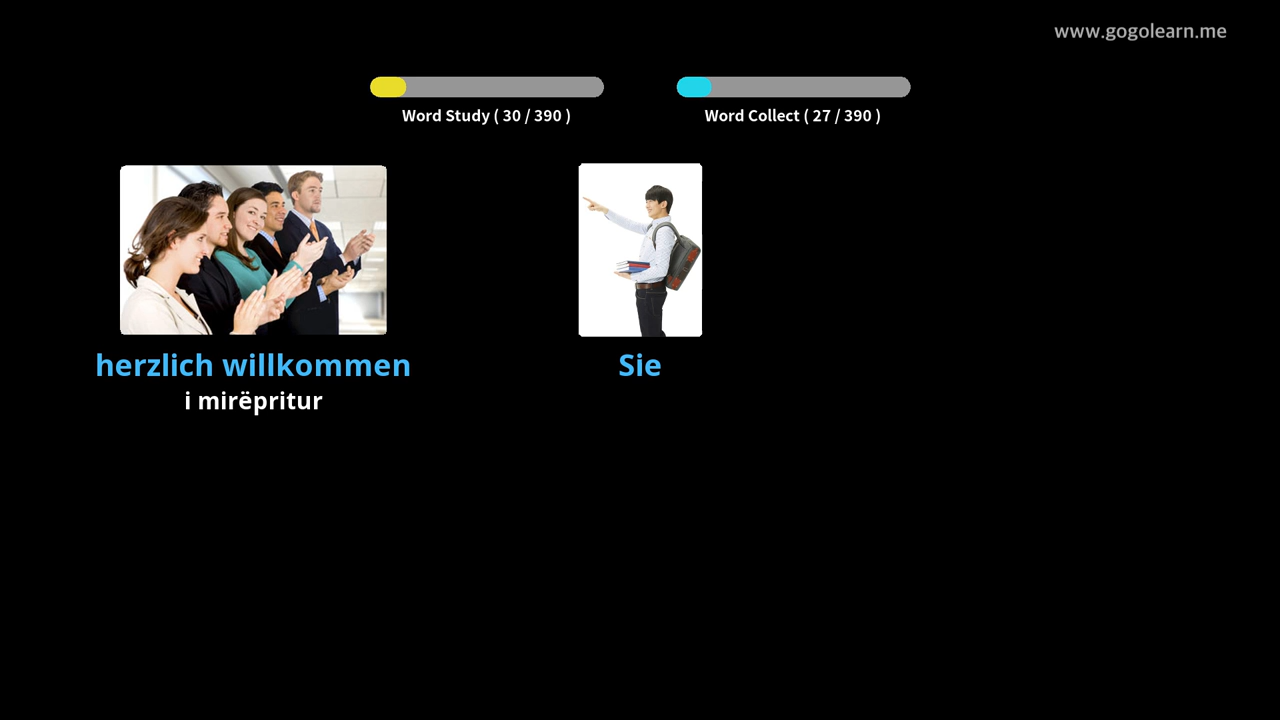 www.gogolearn.me
Word Study ( 30 / 390 )
Word Collect ( 27 / 390 )
herzlich willkommen
i mirëpritur
Sie